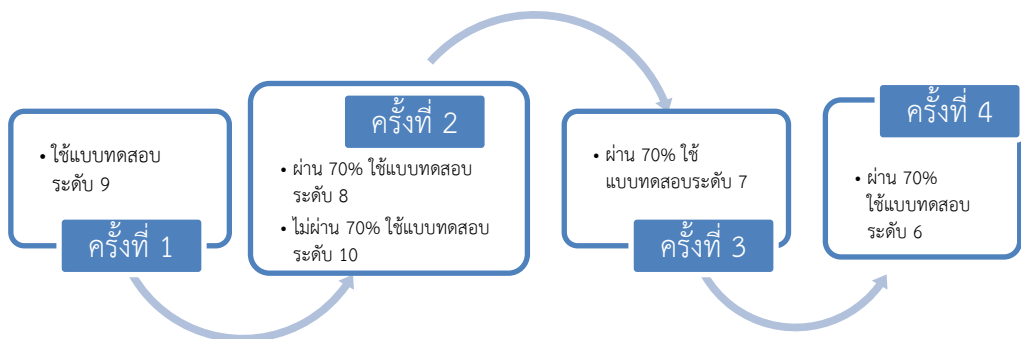 • ใช้แบบทดสอบ
ระดับ 9
ครั้งที่ 1
ครั้งที่ 2
• ผ่าน 70% ใช้แบบทดสอบ
ระดับ 8
• ไม่ผ่าน 70% ใช้แบบทดสอบ
ระดับ 10
• ผ่าน 70% ใช้
แบบทดสอบระดับ 7
ครั้งที่ 3
ครั้งที่ 4
• ผ่าน 70%
ใช้แบบทดสอบ
ระดับ 6